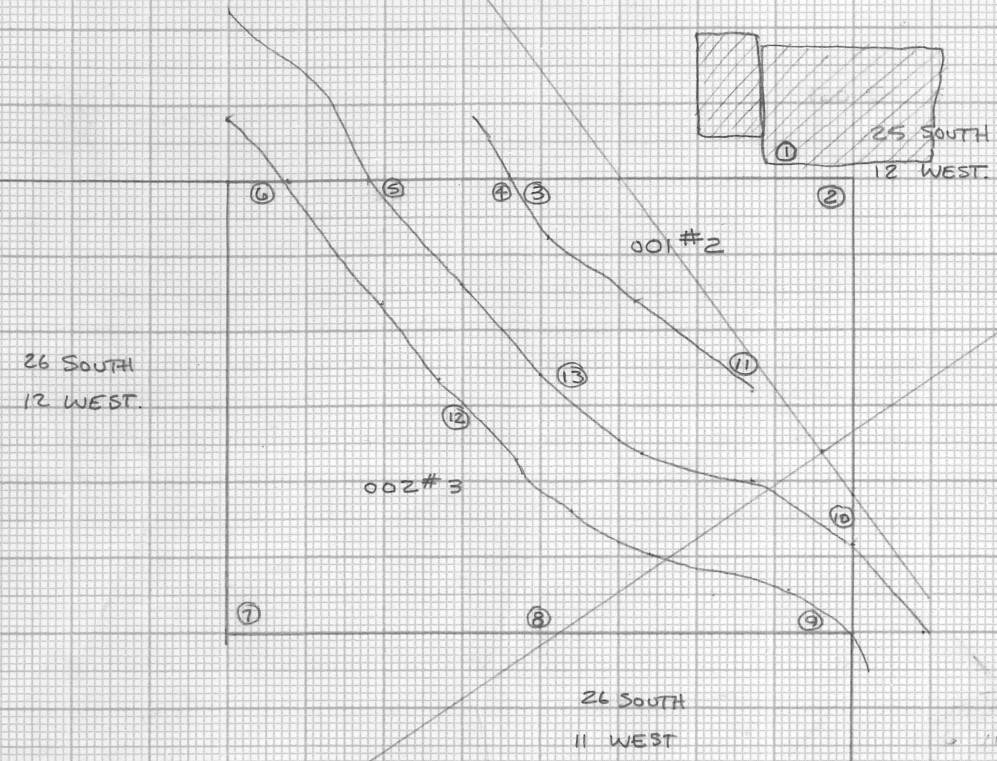 ①
25 SOUTH
12 WEST.
②
⑥
⑤
④ ③
001 #2
26 SOUTH
12 WEST.
⑪
⑬
⑫
002 #3
⑩
⑦
⑧
⑨
26 SOUTH
11 WEST